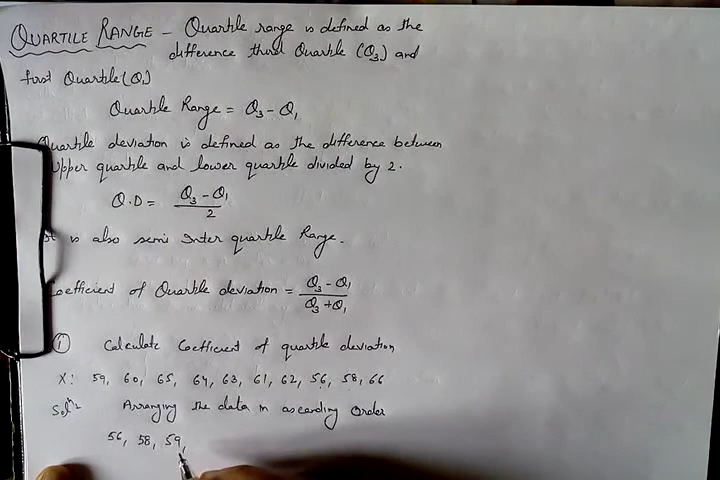 QUARTILE RANGE - Quartile range is defined as the
difference third Quartile (Q3) and
first Quartile (Q1)
Quartile Range = Q3 - Q1
Quartile deviation is defined as the difference between
Upper quartile and lower quartile divided by 2.
Q.D = Q3 - Q1 / 2
It is also semi Inter quartile Range.
Coefficient of Quartile deviation = Q3 - Q1 / Q3 + Q1
① Calculate Coefficient of quartile deviation
X: 59, 60, 65, 64, 63, 61, 62, 56, 58, 66
Soln Arranging the data in ascending Order
56, 58, 59,